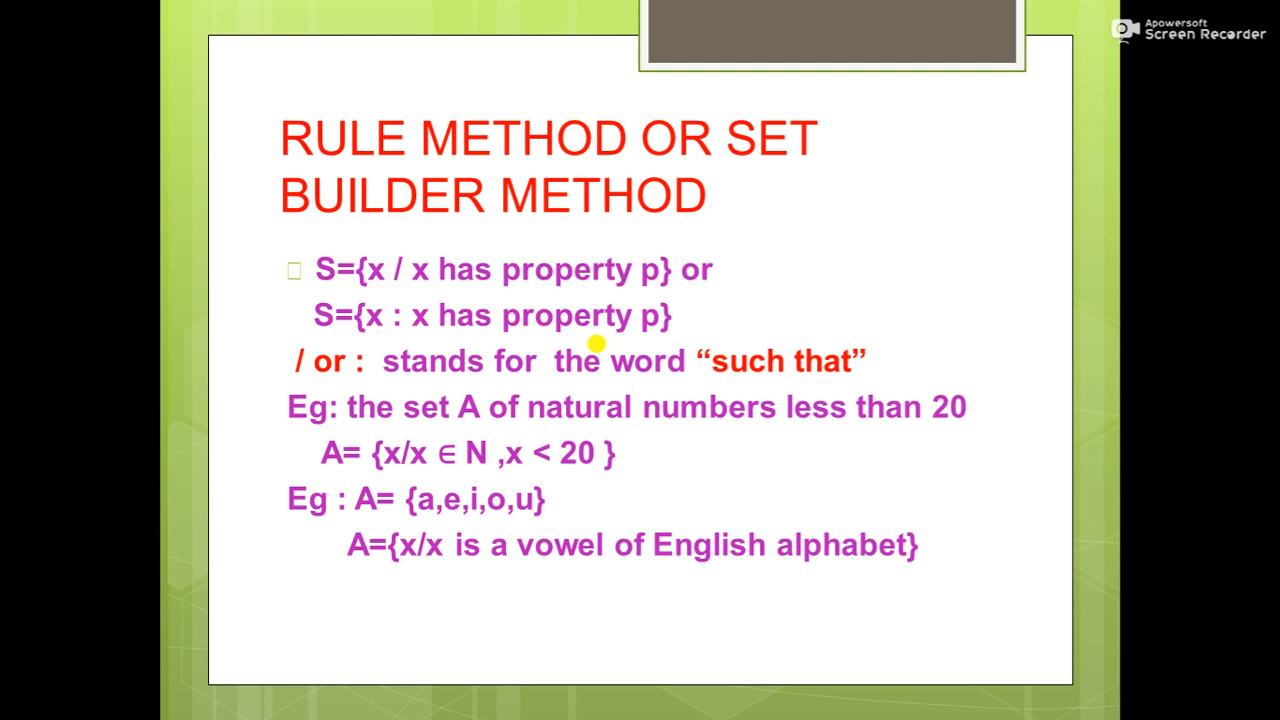 Apowersoft
Screen Recorder
RULE METHOD OR SET
BUILDER METHOD
S={x / x has property p} or
S={x : x has property p}
/ or : stands for the word “such that”
Eg: the set A of natural numbers less than 20
A= {x/x ∈ N ,x < 20 }
Eg : A= {a,e,i,o,u}
A={x/x is a vowel of English alphabet}